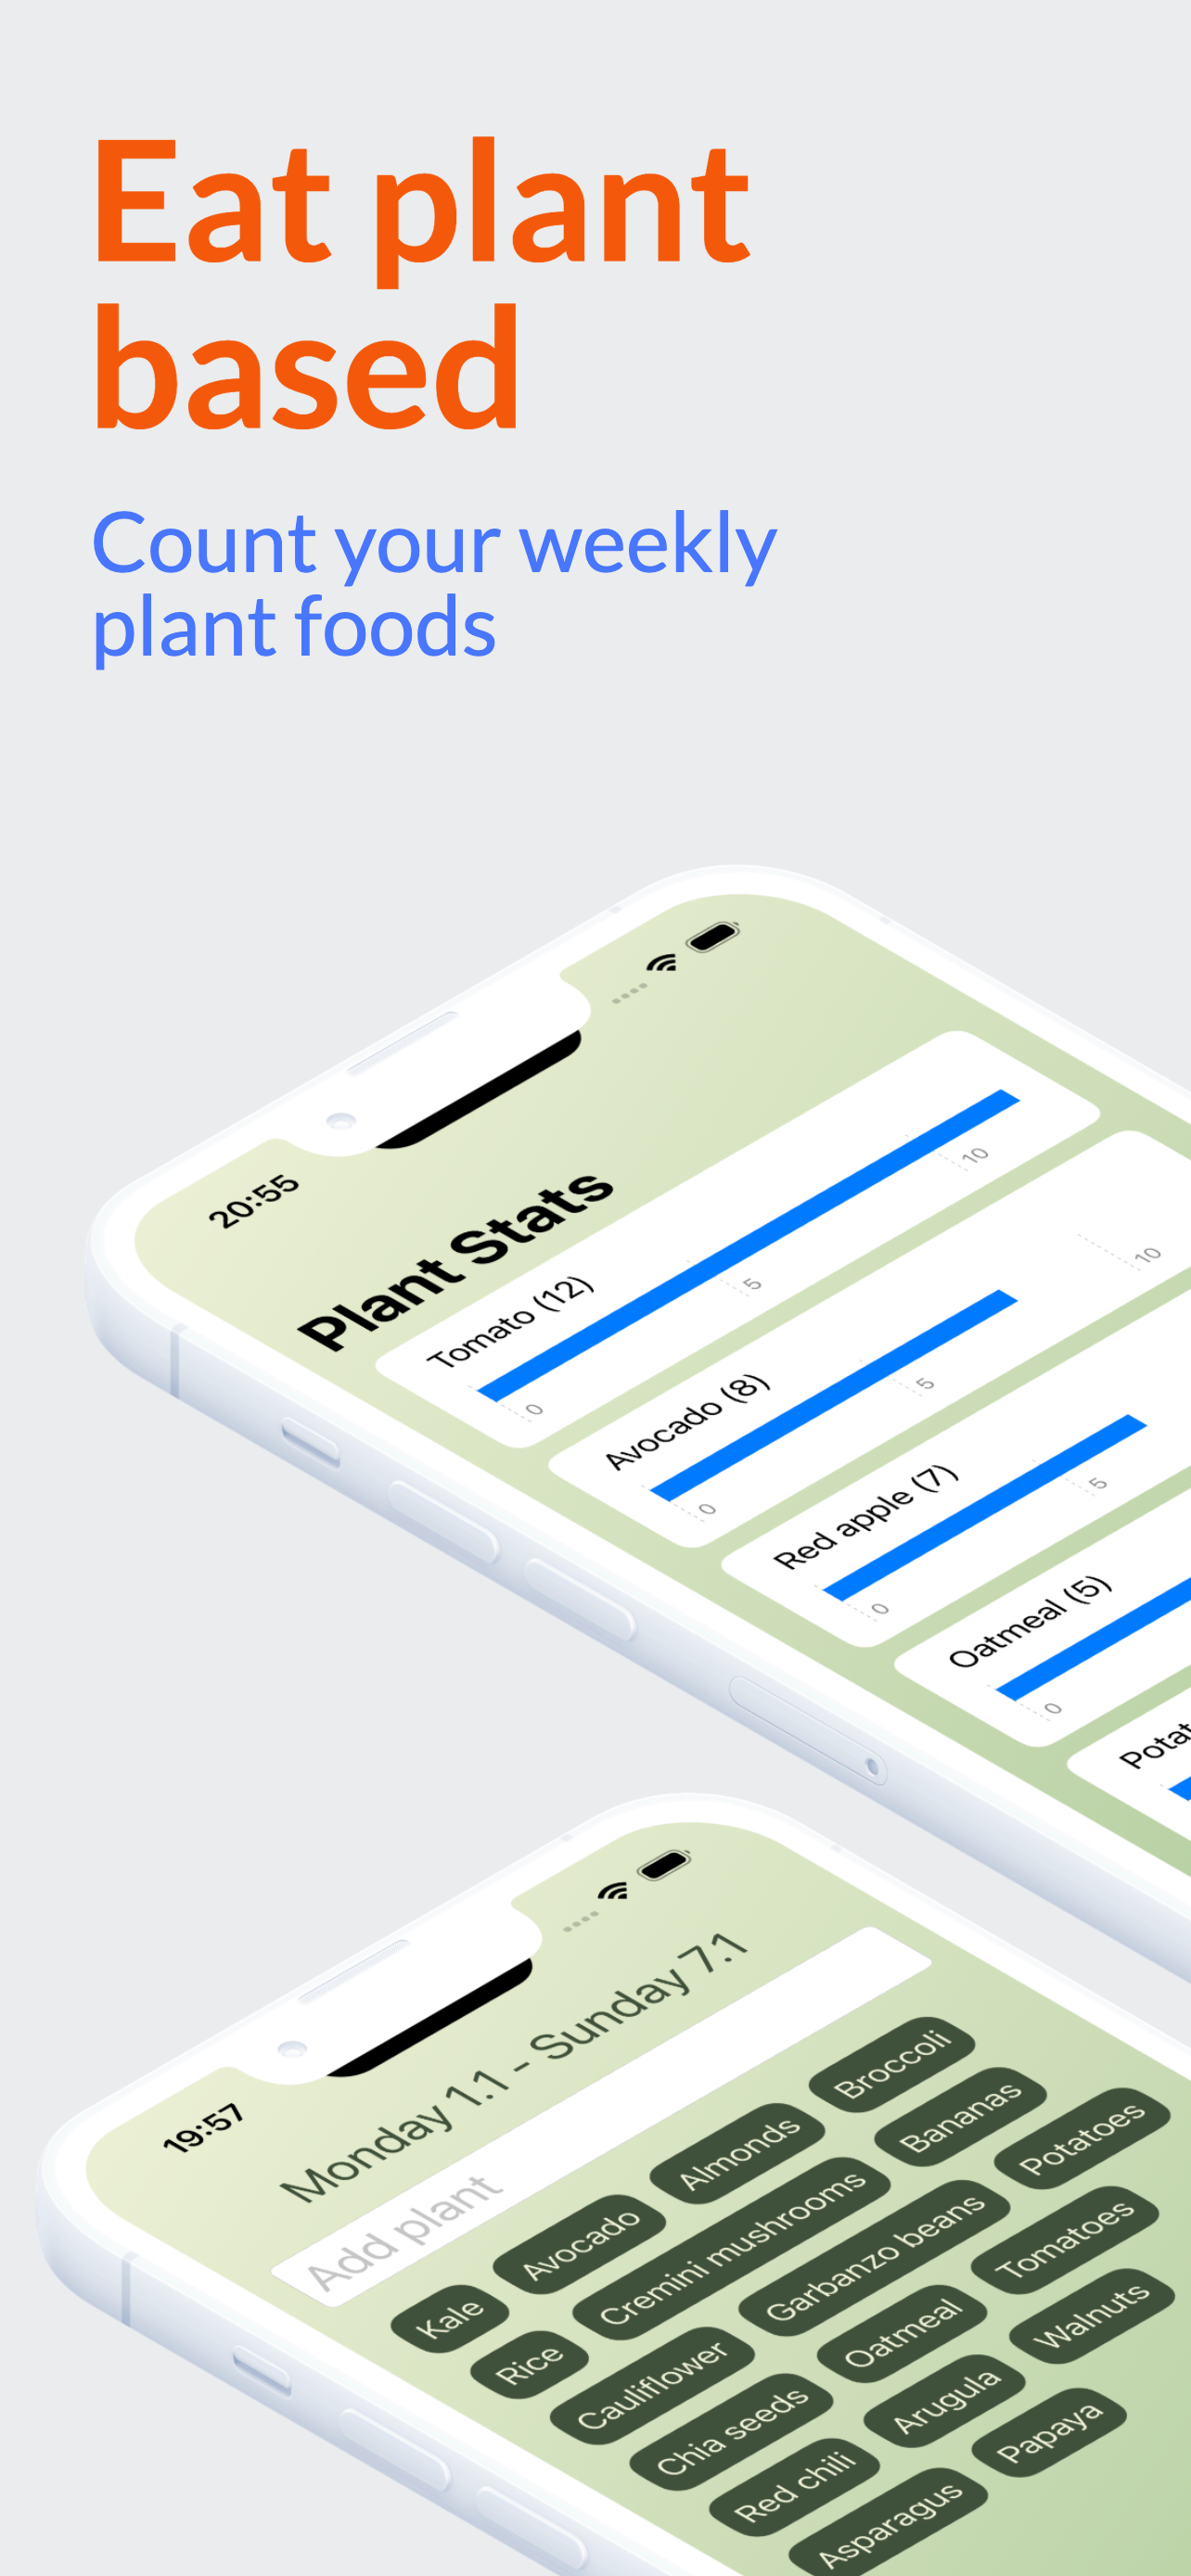 Eat plant
based
Count your weekly
plant foods
20:55
Plant Stats
Tomato (12)
0 5 10
Avocado (8)
0 5 10
Red apple (7)
0 5
Oatmeal (5)
0
19:57
Monday 1.1 - Sunday 7.1
Add plant
Kale Avocado Almonds Broccoli
Rice Cremini mushrooms Bananas
Cauliflower Garbanzo beans Potatoes
Chia seeds Oatmeal Tomatoes
Red chili Arugula Walnuts
Asparagus Papaya